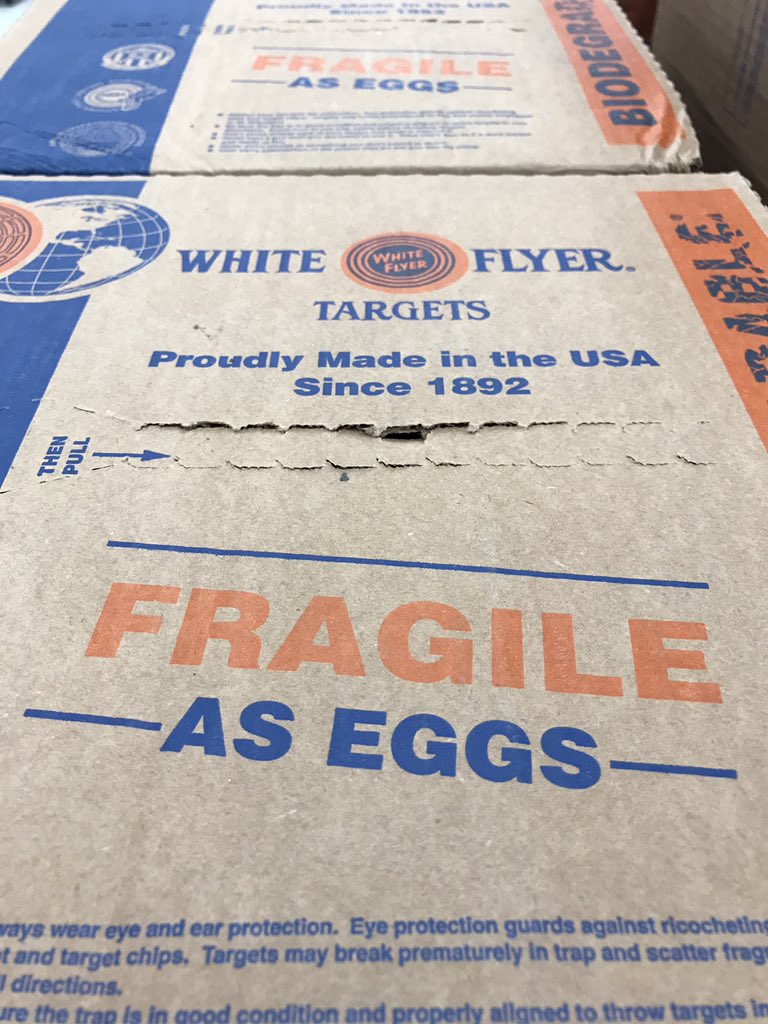 Proudly Made in the USA
Since 1892
FRAGILE
AS EGGS
BIODEGRADA
WHITE
WHITE
FLYER
FLYER.
TARGETS
Proudly Made in the USA
Since 1892
THEN
PULL
FRAGILE
AS EGGS
ways wear eye and ear protection. Eye protection guards against ricocheting
t and target chips. Targets may break prematurely in trap and scatter frag
l directions.
ure the trap is in good condition and properly aligned to throw targets in